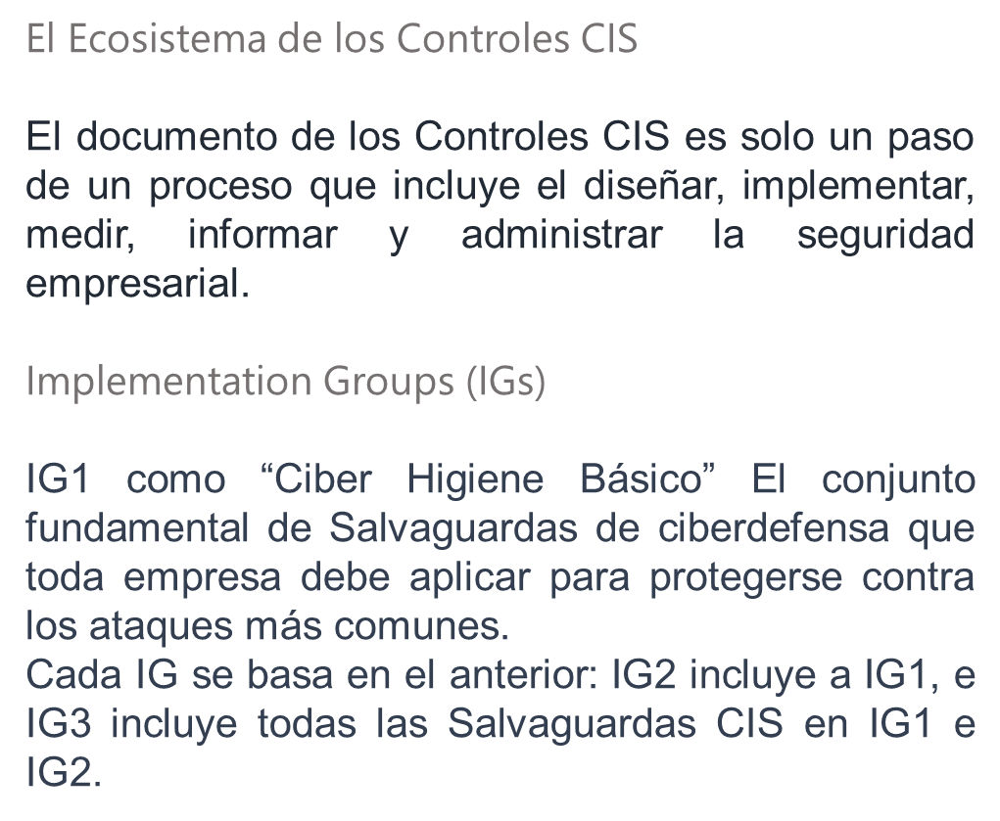 El Ecosistema de los Controles CIS
El documento de los Controles CIS es solo un paso
de un proceso que incluye el diseñar, implementar,
medir, informar y administrar la seguridad
empresarial.
Implementation Groups (IGs)
IG1 como “Ciber Higiene Básico” El conjunto
fundamental de Salvaguardas de ciberdefensa que
toda empresa debe aplicar para protegerse contra
los ataques más comunes.
Cada IG se basa en el anterior: IG2 incluye a IG1, e
IG3 incluye todas las Salvaguardas CIS en IG1 e
IG2.